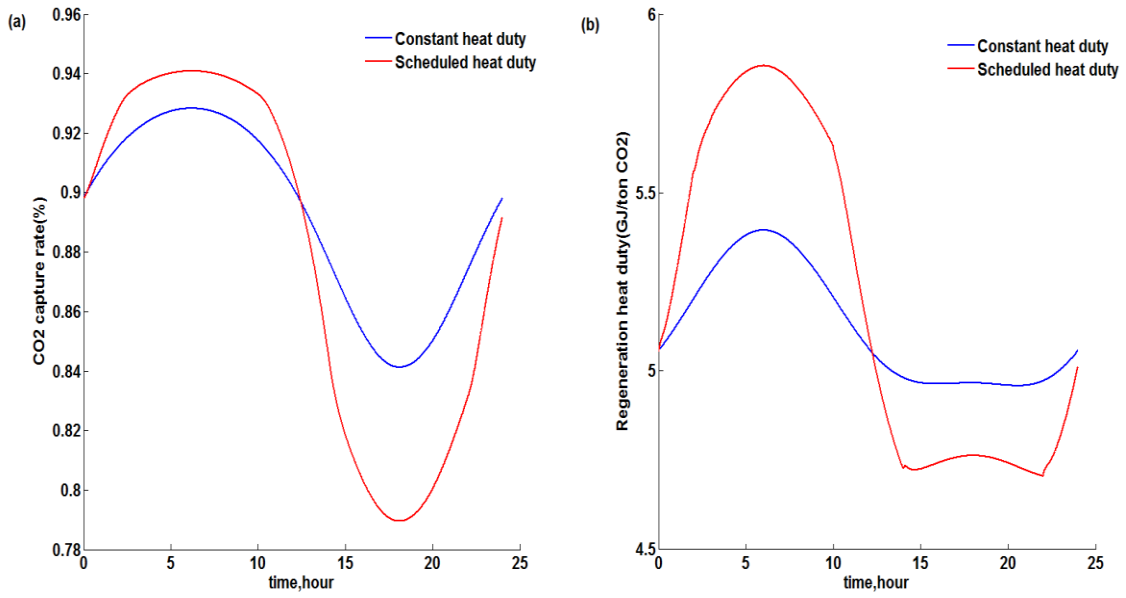 (a)
0.96
0.94
0.92
0.9
0.88
0.86
0.84
0.82
0.8
0.78
CO2 capture rate(%)
Constant heat duty
Scheduled heat duty
0 5 10 15 20 25
time,hour
(b)
6
5.5
5
4.5
Regeneration heat duty(GJ/ton CO2)
Constant heat duty
Scheduled heat duty
0 5 10 15 20 25
time,hour